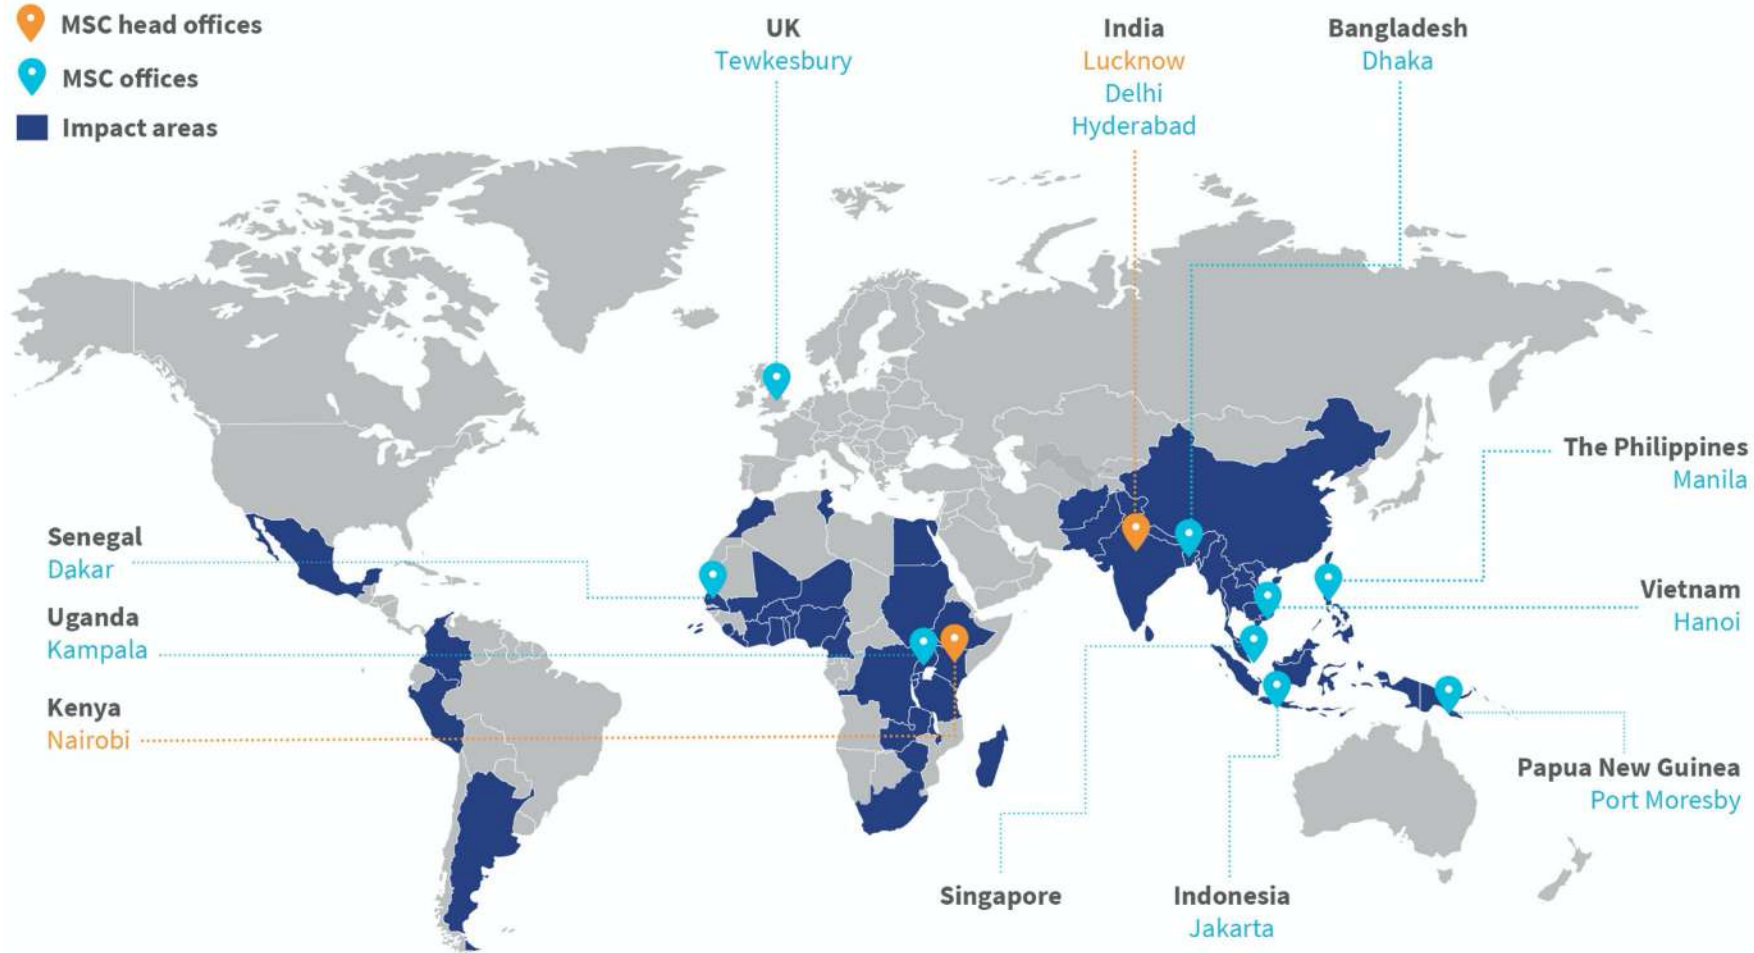 MSC head offices
MSC offices
Impact areas
UK
Tewkesbury
India
Lucknow
Delhi
Hyderabad
Bangladesh
Dhaka
The Philippines
Manila
Senegal
Dakar
Vietnam
Hanoi
Uganda
Kampala
Kenya
Nairobi
Papua New Guinea
Port Moresby
Singapore
Indonesia
Jakarta